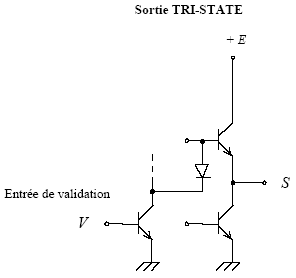 Sortie TRI-STATE
+ E
S
Entrée de validation
V